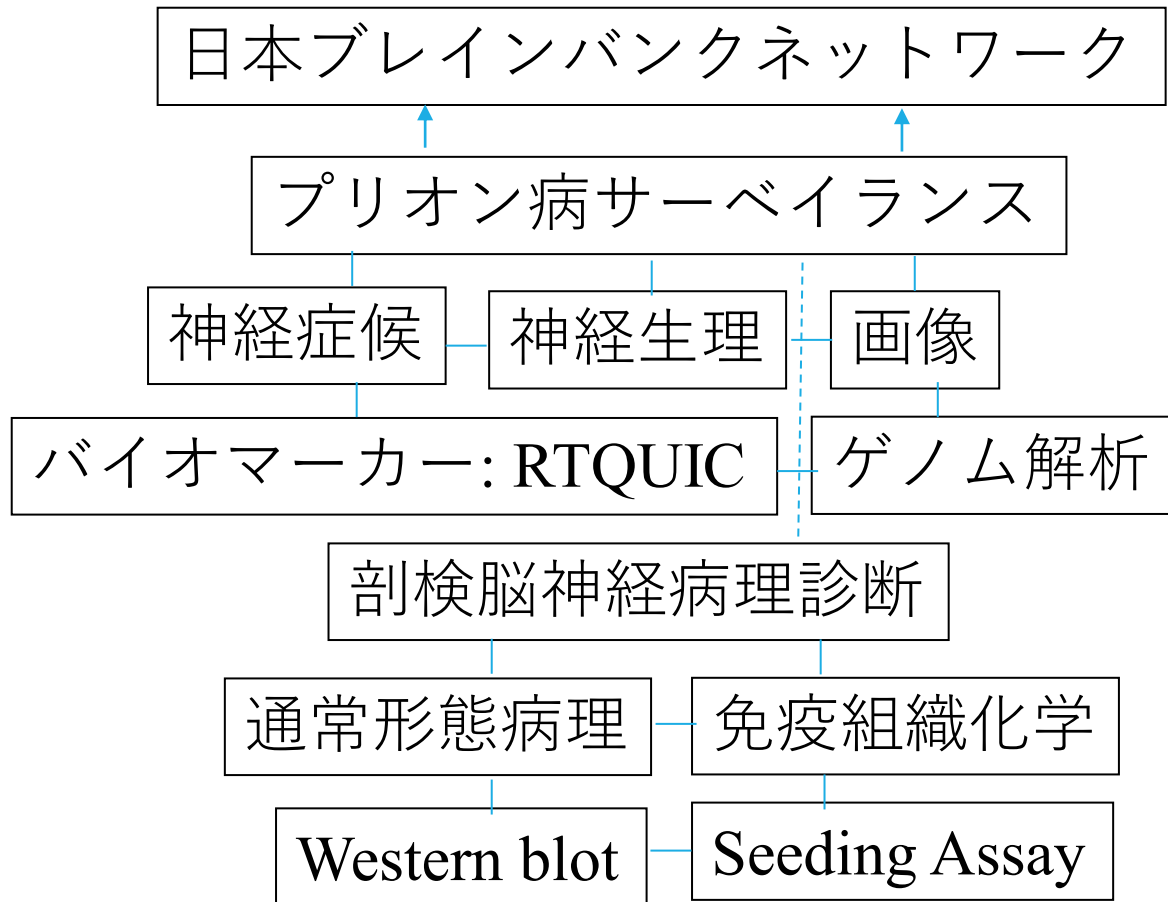 日本ブレインバンクネットワーク
プリオン病サーベイランス
神経症候
神経生理
画像
バイオマーカー: RTQUIC
ゲノム解析
剖検脳神経病理診断
通常形態病理
免疫組織化学
Western blot
Seeding Assay